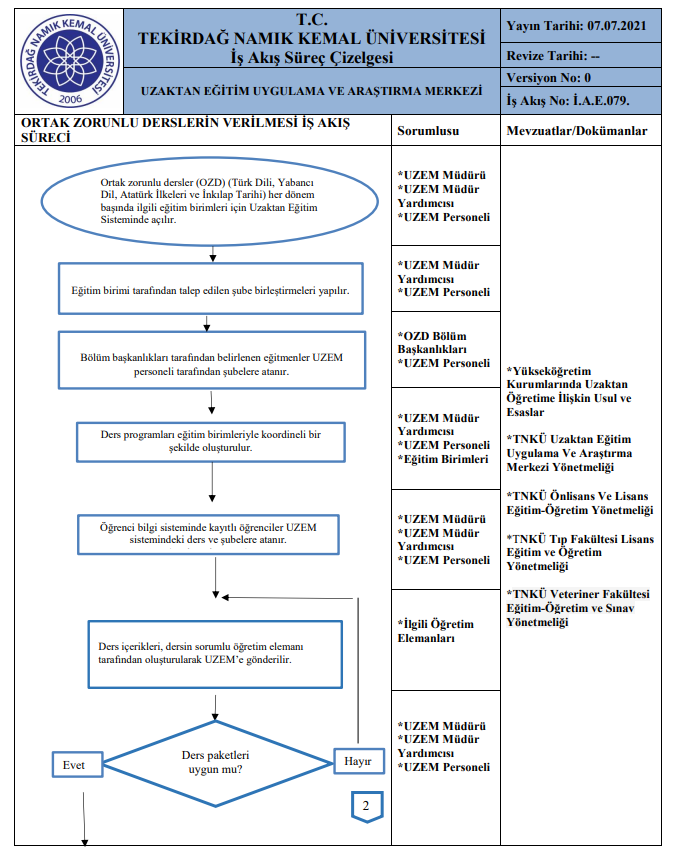 TEKİRDAĞ NAMIK KEMAL ÜNİVERSİTESİ
2006
T.C.
TEKİRDAĞ NAMIK KEMAL ÜNİVERSİTESİ
İş Akış Süreç Çizelgesi
UZAKTAN EĞİTİM UYGULAMA VE ARAŞTIRMA MERKEZİ
Yayın Tarihi: 07.07.2021
Revize Tarihi: --
Versiyon No: 0
İş Akış No: İ.A.E.079.
ORTAK ZORUNLU DERSLERİN VERİLMESİ İŞ AKIŞ
SÜRECİ
Sorumlusu
Mevzuatlar/Dokümanlar
Ortak zorunlu dersler (OZD) (Türk Dili, Yabancı
Dil, Atatürk İlkeleri ve İnkılap Tarihi) her dönem
başında ilgili eğitim birimleri için Uzaktan Eğitim
Sisteminde açılır.
*UZEM Müdürü
*UZEM Müdür
Yardımcısı
*UZEM Personeli
Eğitim birimi tarafından talep edilen şube birleştirmeleri yapılır.
*UZEM Müdür
Yardımcısı
*UZEM Personeli
Bölüm başkanlıkları tarafından belirlenen eğitmenler UZEM
personeli tarafından şubelere atanır.
*OZD Bölüm
Başkanlıkları
*UZEM Personeli
Ders programları eğitim birimleriyle koordineli bir
şekilde oluşturulur.
*UZEM Müdür
Yardımcısı
*UZEM Personeli
*Eğitim Birimleri
Öğrenci bilgi sisteminde kayıtlı öğrenciler UZEM
sistemindeki ders ve şubelere atanır.
*UZEM Müdürü
*UZEM Müdür
Yardımcısı
*UZEM Personeli
Ders içerikleri, dersin sorumlu öğretim elemanı
tarafından oluşturularak UZEM'e gönderilir.
*İlgili Öğretim
Elemanları
Ders paketleri
uygun mu?
Evet
Hayır
2
*UZEM Müdürü
*UZEM Müdür
Yardımcısı
*UZEM Personeli
*Yükseköğretim
Kurumlarında Uzaktan
Öğretime İlişkin Usul ve
Esaslar
*TNKÜ Uzaktan Eğitim
Uygulama Ve Araştırma
Merkezi Yönetmeliği
*TNKÜ Önlisans Ve Lisans
Eğitim-Öğretim Yönetmeliği
*TNKÜ Tıp Fakültesi Lisans
Eğitim ve Öğretim
Yönetmeliği
*TNKÜ Veteriner Fakültesi
Eğitim-Öğretim ve Sınav
Yönetmeliği